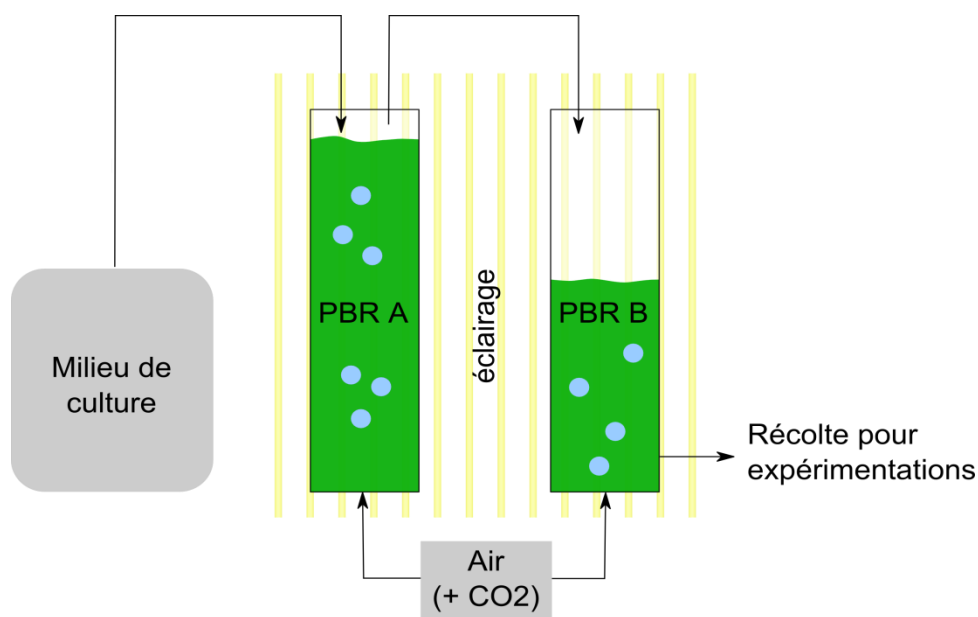 Milieu de
culture
PBR A
éclairage
PBR B
Récolte pour
expérimentations
Air
(+ CO2)